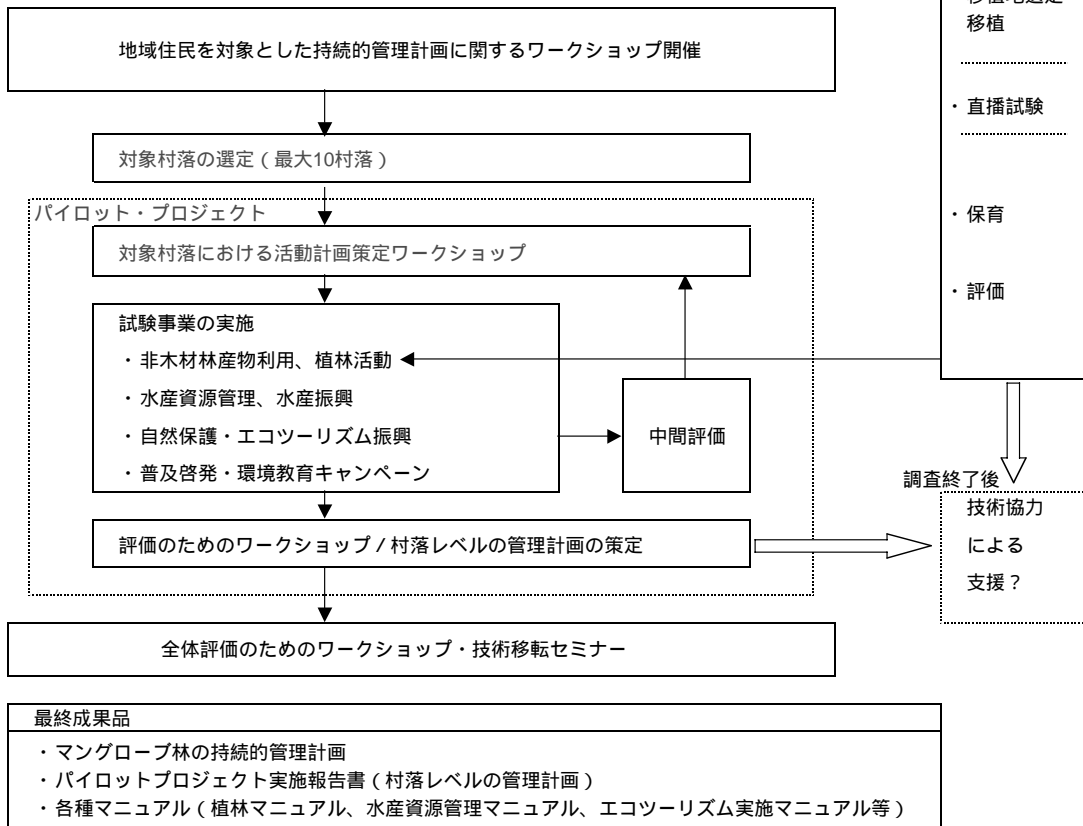 地域住民を対象とした持続的管理計画に関するワークショップ開催
対象村落の選定（最大10村落）
パイロット・プロジェクト
対象村落における活動計画策定ワークショップ
試験事業の実施
・非木材林産物利用、植林活動
・水産資源管理、水産振興
・自然保護・エコツーリズム振興
・普及啓発・環境教育キャンペーン
中間評価
評価のためのワークショップ／村落レベルの管理計画の策定
全体評価のためのワークショップ・技術移転セミナー
移植
・直播試験
・保育
・評価
調査終了後
技術協力
による
支援？
最終成果品
・マングローブ林の持続的管理計画
・パイロットプロジェクト実施報告書（村落レベルの管理計画）
・各種マニュアル（植林マニュアル、水産資源管理マニュアル、エコツーリズム実施マニュアル等）